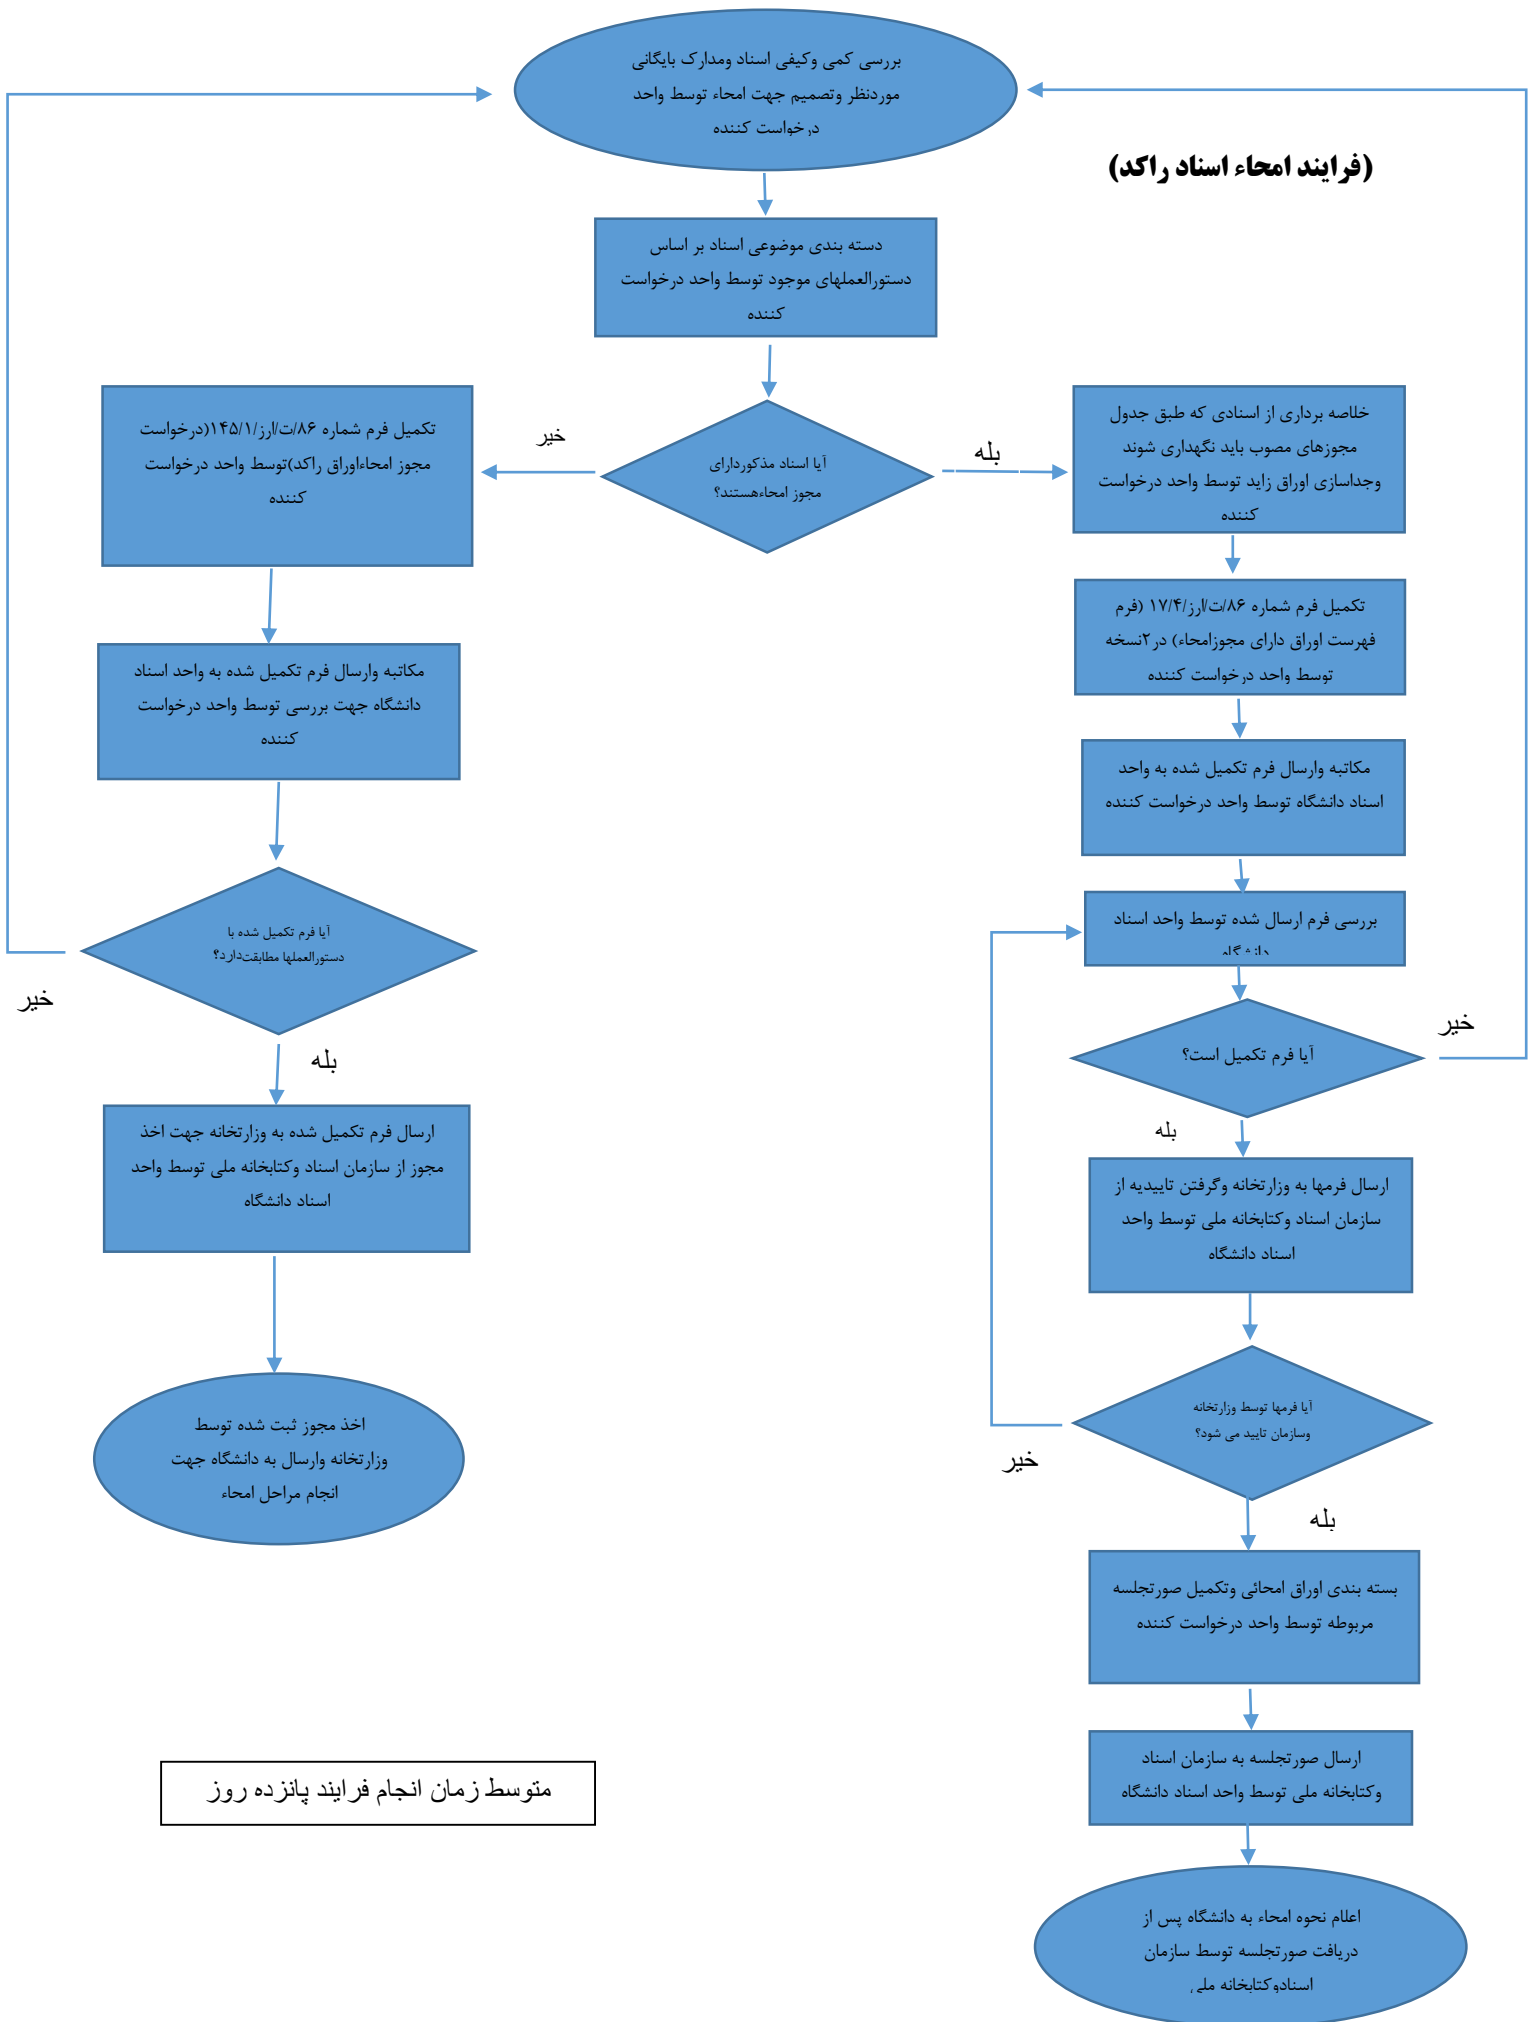 بررسی کمی وکیفی اسناد ومدارک بایگانی
موردنظر وتصمیم جهت امحاء توسط واحد
درخواست کننده
(فرایند امحاء اسناد راکد)
دسته بندی موضوعی اسناد بر اساس
دستورالعملهای موجود توسط واحد درخواست
کننده
آیا اسناد مذکوردارای
مجوز امحاءهستند؟
بله
خلاصه برداری از اسنادی که طبق جدول
مجوزهای مصوب باید نگهداری شوند
وجداسازی اوراق زاید توسط واحد درخواست
کننده
تکمیل فرم شماره ۸۶/ت/ارز/۱۷/۴ (فرم
فهرست اوراق دارای مجوزامحاء) در۲نسخه
توسط واحد درخواست کننده
مکاتبه وارسال فرم تکمیل شده به واحد
اسناد دانشگاه توسط واحد درخواست کننده
بررسی فرم ارسال شده توسط واحد اسناد
دانشگاه
آیا فرم تکمیل است؟
خیر
بله
ارسال فرمها به وزارتخانه وگرفتن تاییدیه از
سازمان اسناد وکتابخانه ملی توسط واحد
اسناد دانشگاه
آیا فرمها توسط وزارتخانه
وسازمان تایید می شود؟
خیر
بله
بسته بندی اوراق امحائی وتکمیل صورتجلسه
مربوطه توسط واحد درخواست کننده
ارسال صورتجلسه به سازمان اسناد
وکتابخانه ملی توسط واحد اسناد دانشگاه
اعلام نحوه امحاء به دانشگاه پس از
دریافت صورتجلسه توسط سازمان
اسنادوکتابخانه ملی
خیر
تکمیل فرم شماره ۸۶/ت/ارز/۱۴۵/۱(درخواست
مجوز امحاءاوراق راکد)توسط واحد درخواست
کننده
مکاتبه وارسال فرم تکمیل شده به واحد اسناد
دانشگاه جهت بررسی توسط واحد درخواست
کننده
آیا فرم تکمیل شده با
دستورالعملها مطابقت‌دارد؟
خیر
بله
ارسال فرم تکمیل شده به وزارتخانه جهت اخذ
مجوز از سازمان اسناد وکتابخانه ملی توسط واحد
اسناد دانشگاه
اخذ مجوز ثبت شده توسط
وزارتخانه وارسال به دانشگاه جهت
انجام مراحل امحاء
متوسط زمان انجام فرایند پانزده روز